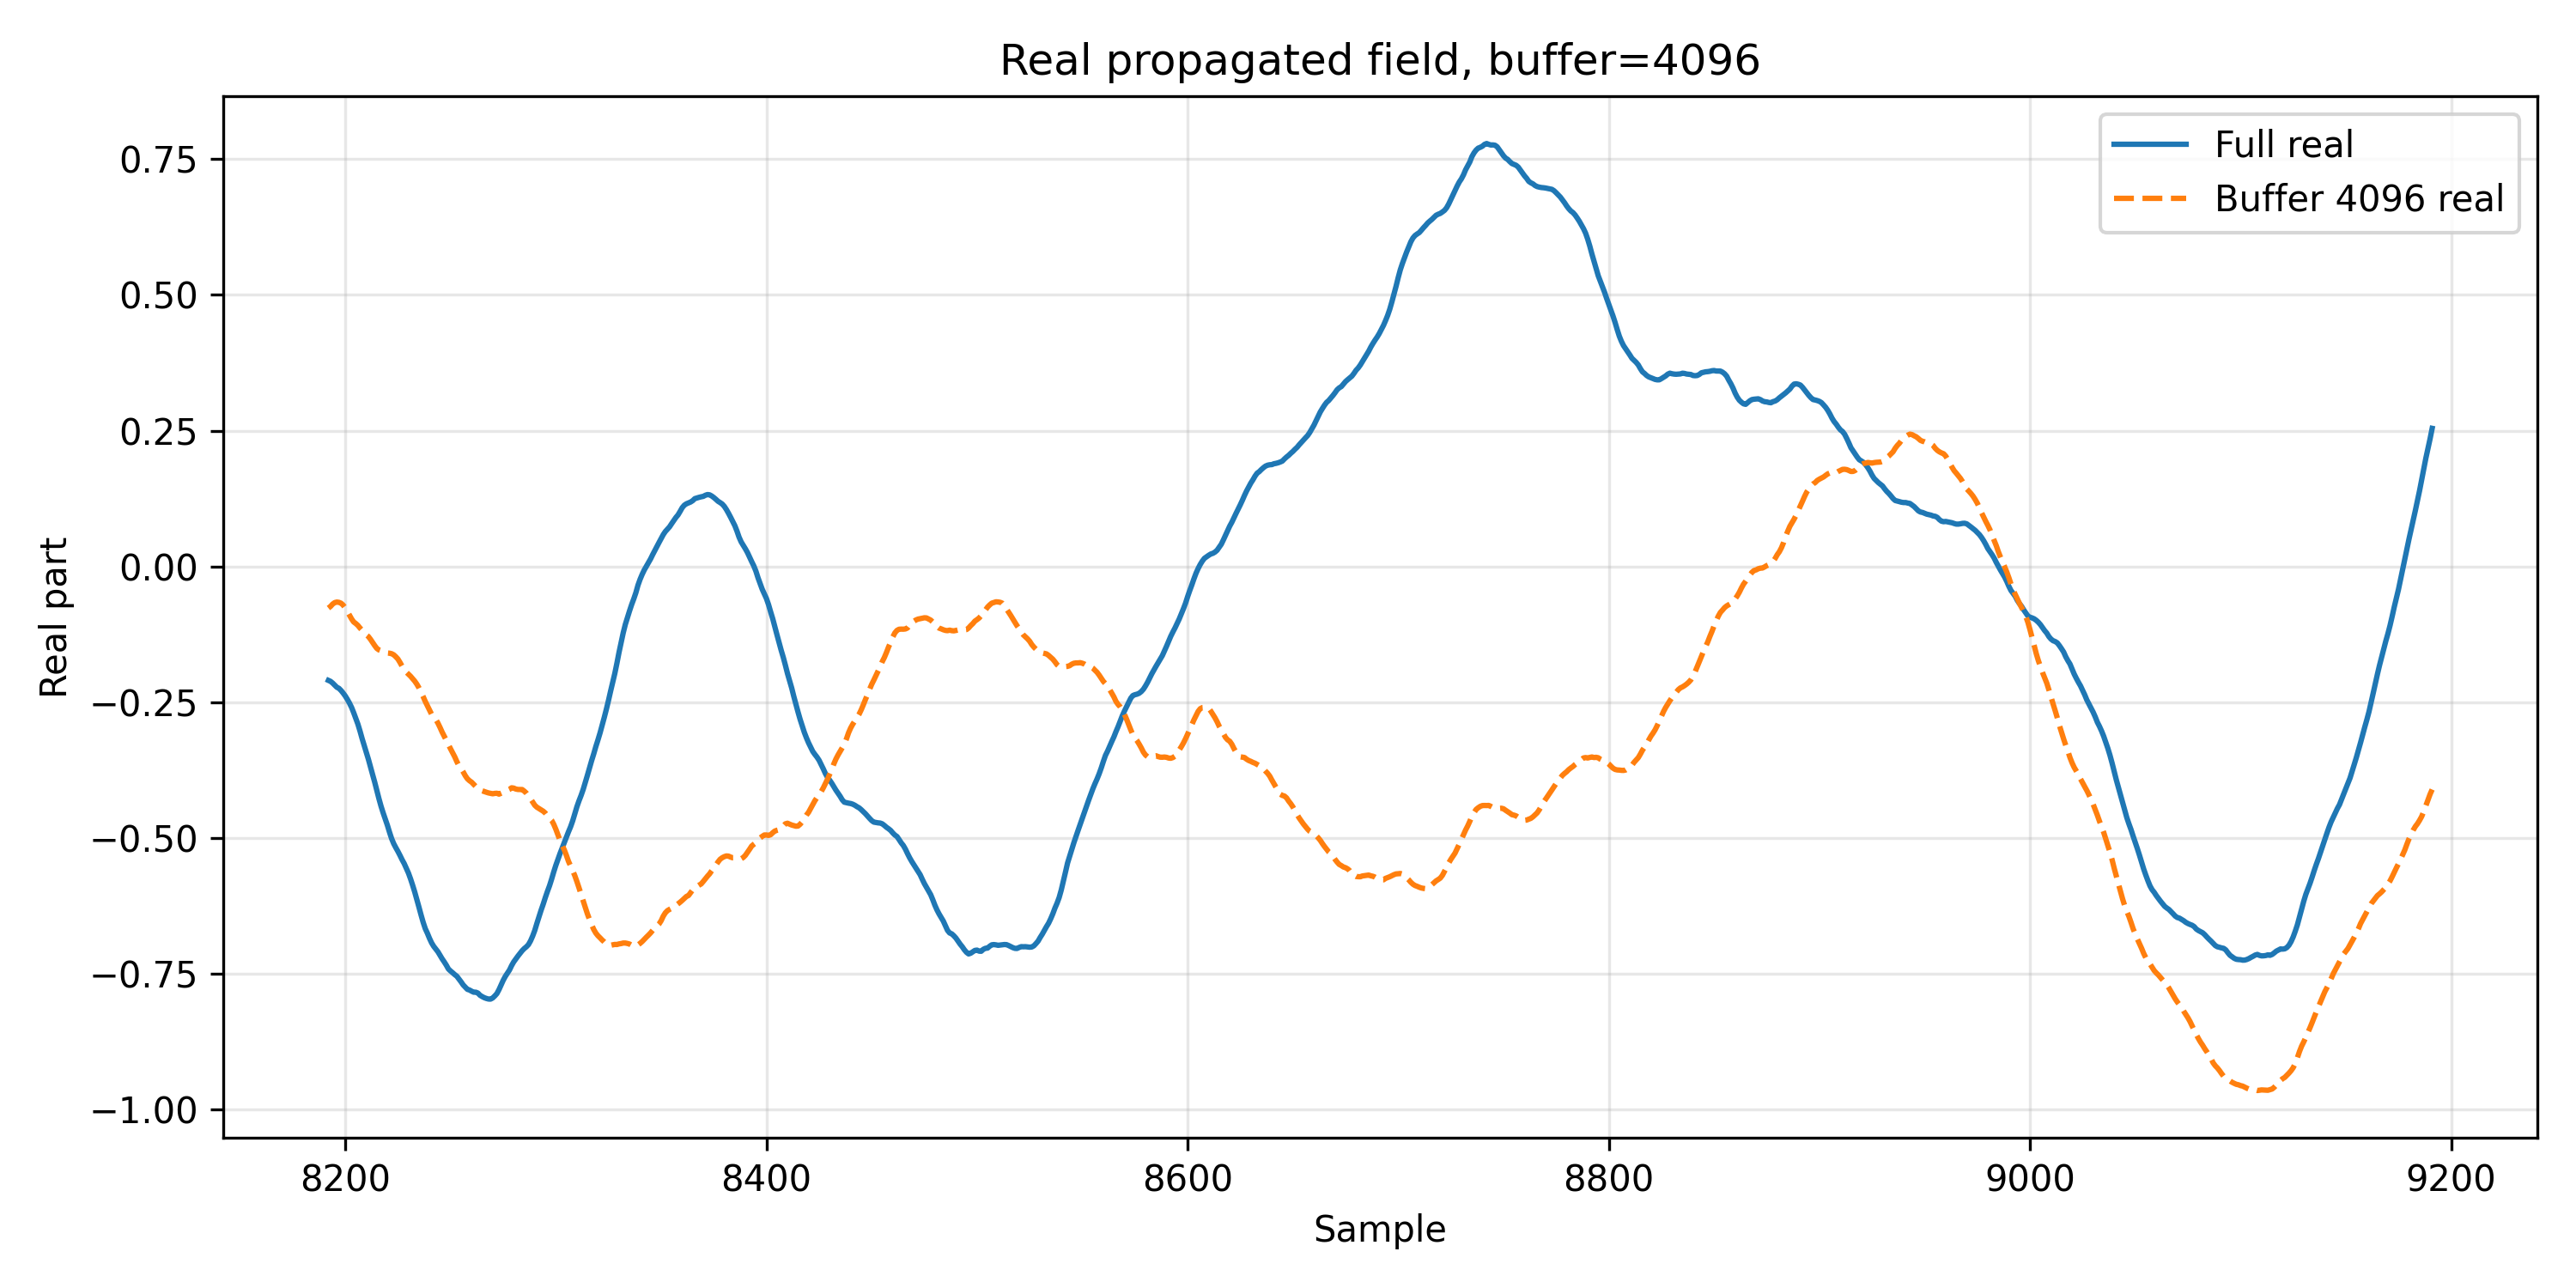 Real propagated field, buffer=4096
Full real
Buffer 4096 real
0.75
0.50
0.25
0.00
−0.25
−0.50
−0.75
−1.00
Real part
8200 8400 8600 8800 9000 9200
Sample